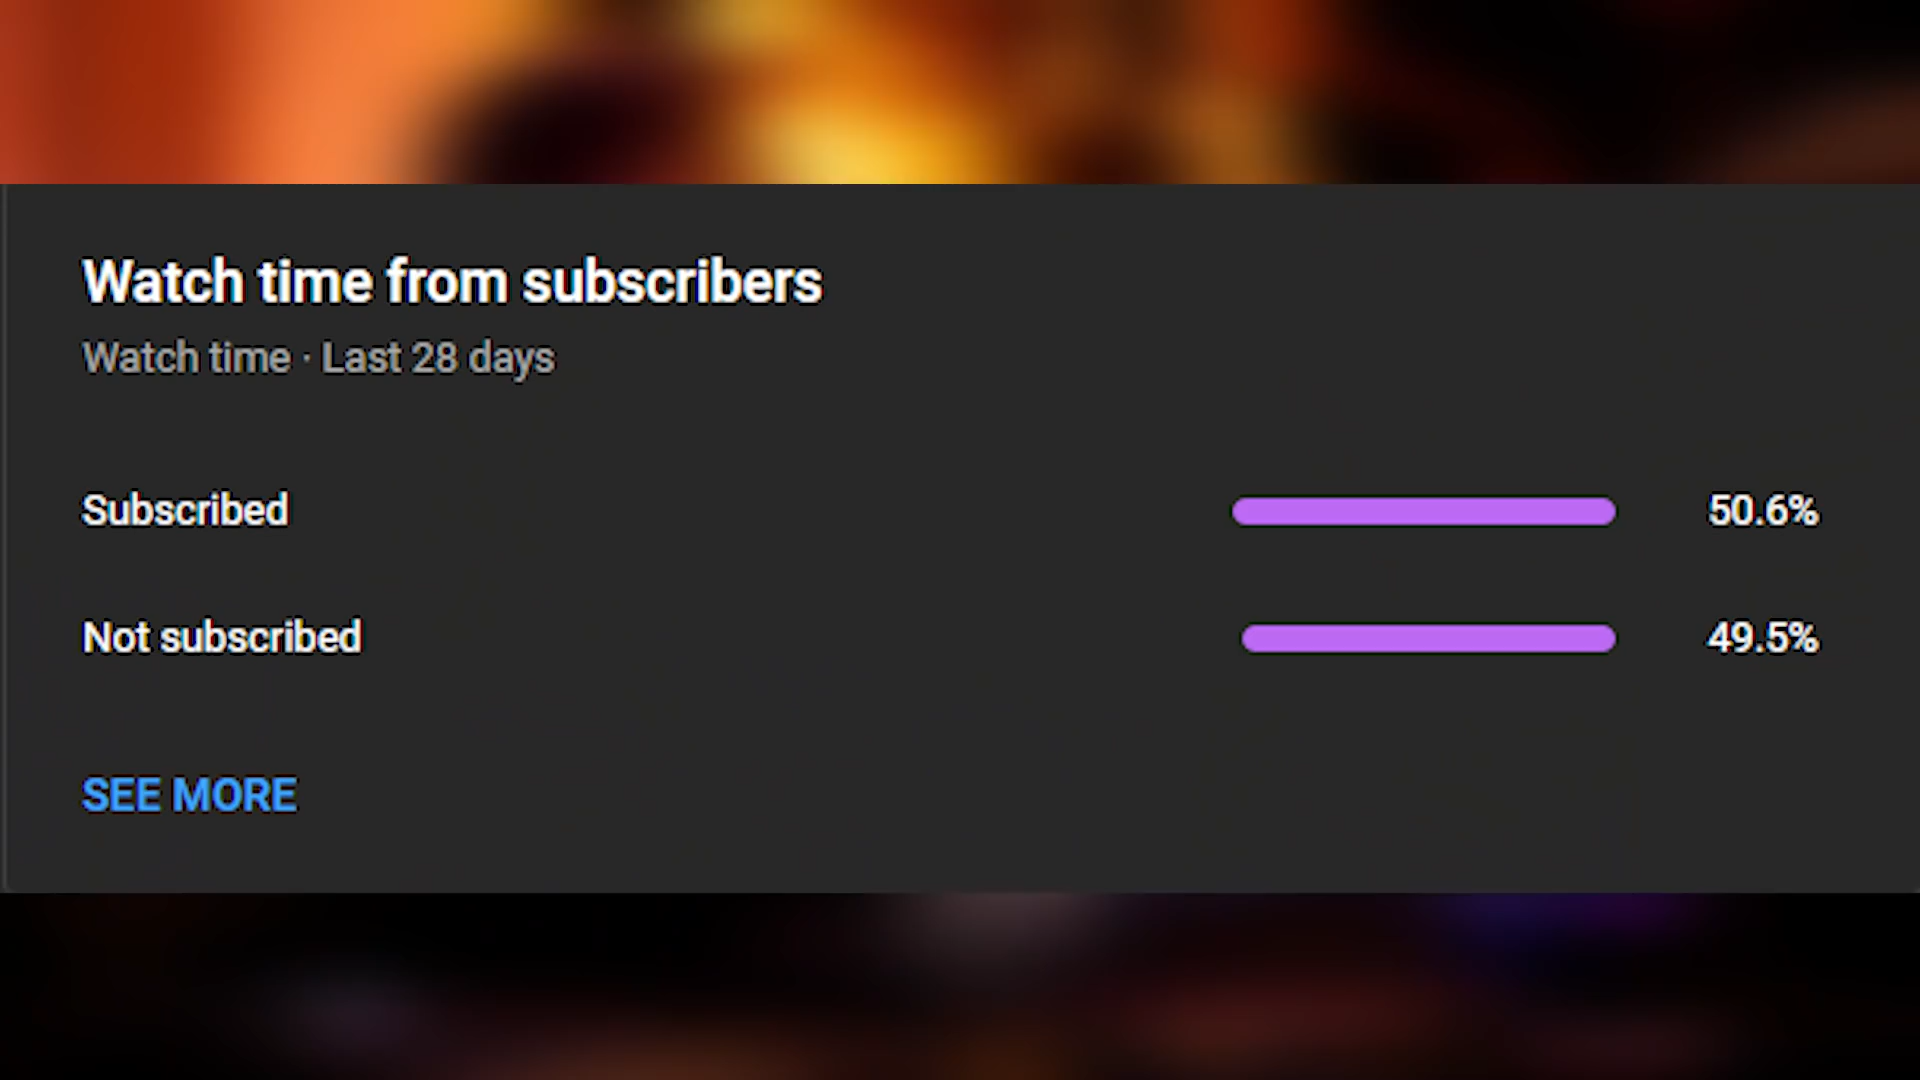 Watch time from subscribers
Watch time · Last 28 days
Subscribed 50.6%
Not subscribed 49.5%
SEE MORE